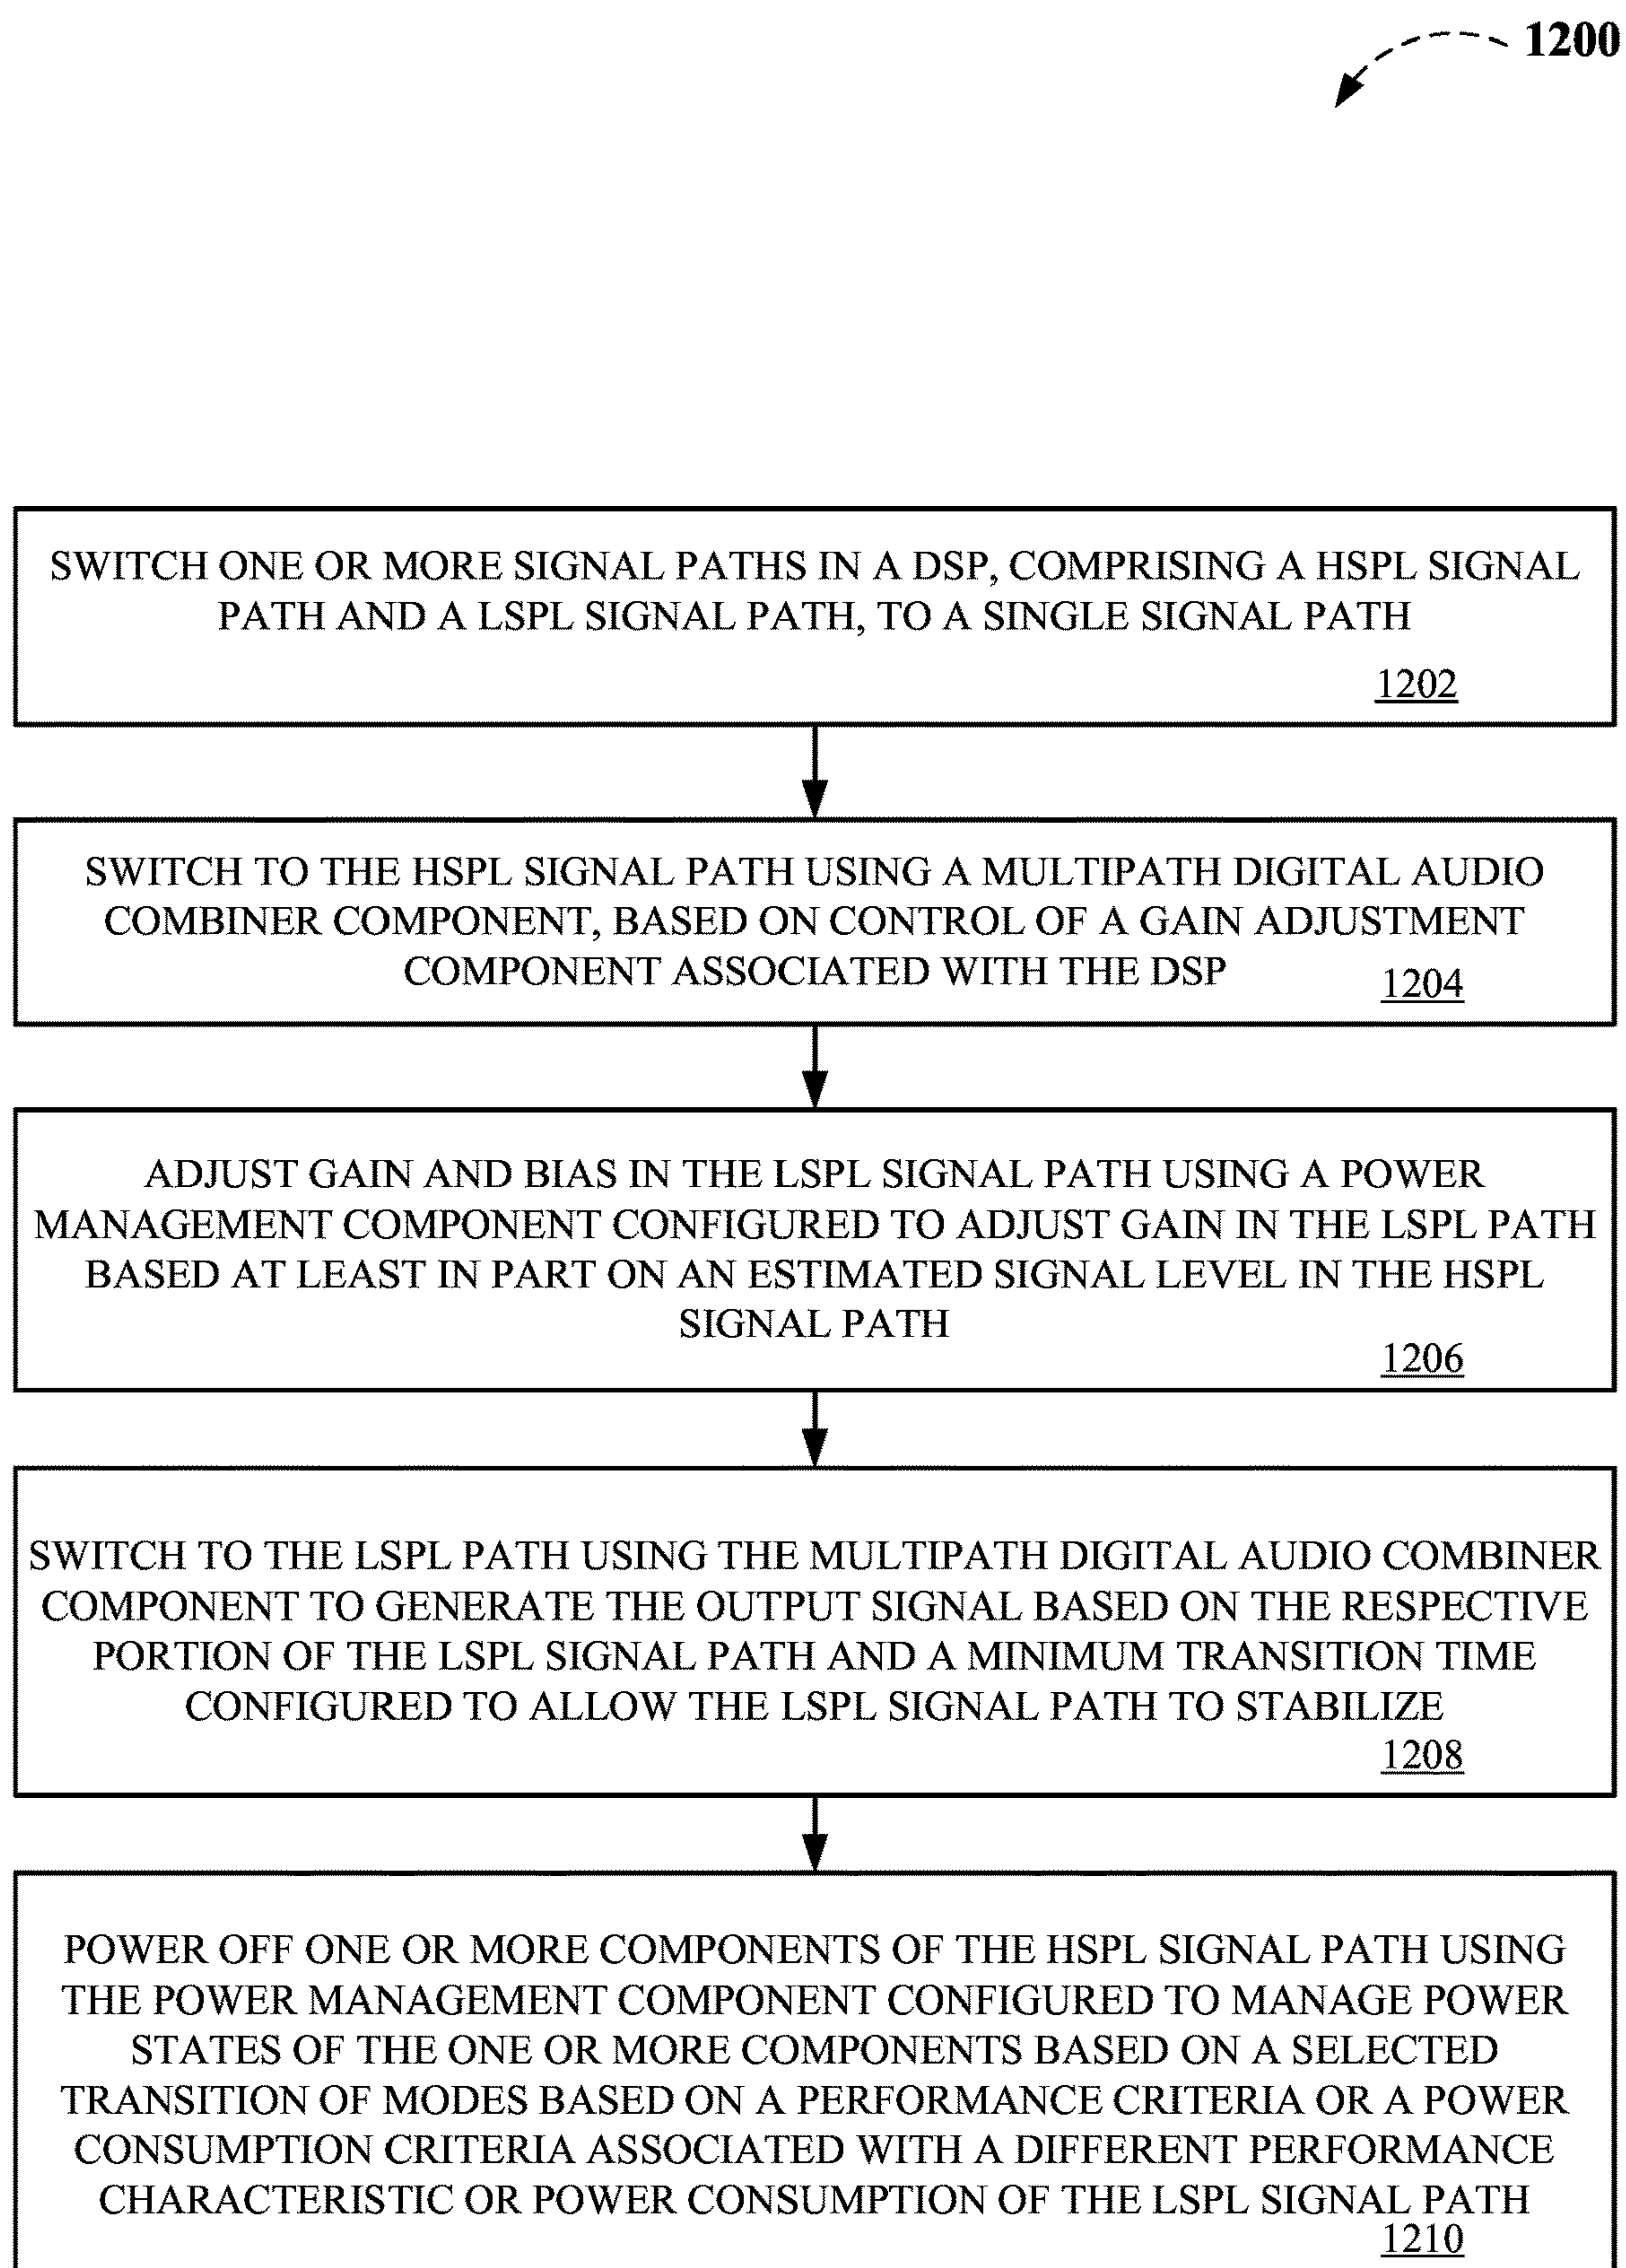 1200
SWITCH ONE OR MORE SIGNAL PATHS IN A DSP, COMPRISING A HSPL SIGNAL
PATH AND A LSPL SIGNAL PATH, TO A SINGLE SIGNAL PATH
1202
SWITCH TO THE HSPL SIGNAL PATH USING A MULTIPATH DIGITAL AUDIO
COMBINER COMPONENT, BASED ON CONTROL OF A GAIN ADJUSTMENT
COMPONENT ASSOCIATED WITH THE DSP
1204
ADJUST GAIN AND BIAS IN THE LSPL SIGNAL PATH USING A POWER
MANAGEMENT COMPONENT CONFIGURED TO ADJUST GAIN IN THE LSPL PATH
BASED AT LEAST IN PART ON AN ESTIMATED SIGNAL LEVEL IN THE HSPL
SIGNAL PATH
1206
SWITCH TO THE LSPL PATH USING THE MULTIPATH DIGITAL AUDIO COMBINER
COMPONENT TO GENERATE THE OUTPUT SIGNAL BASED ON THE RESPECTIVE
PORTION OF THE LSPL SIGNAL PATH AND A MINIMUM TRANSITION TIME
CONFIGURED TO ALLOW THE LSPL SIGNAL PATH TO STABILIZE
1208
POWER OFF ONE OR MORE COMPONENTS OF THE HSPL SIGNAL PATH USING
THE POWER MANAGEMENT COMPONENT CONFIGURED TO MANAGE POWER
STATES OF THE ONE OR MORE COMPONENTS BASED ON A SELECTED
TRANSITION OF MODES BASED ON A PERFORMANCE CRITERIA OR A POWER
CONSUMPTION CRITERIA ASSOCIATED WITH A DIFFERENT PERFORMANCE
CHARACTERISTIC OR POWER CONSUMPTION OF THE LSPL SIGNAL PATH
1210